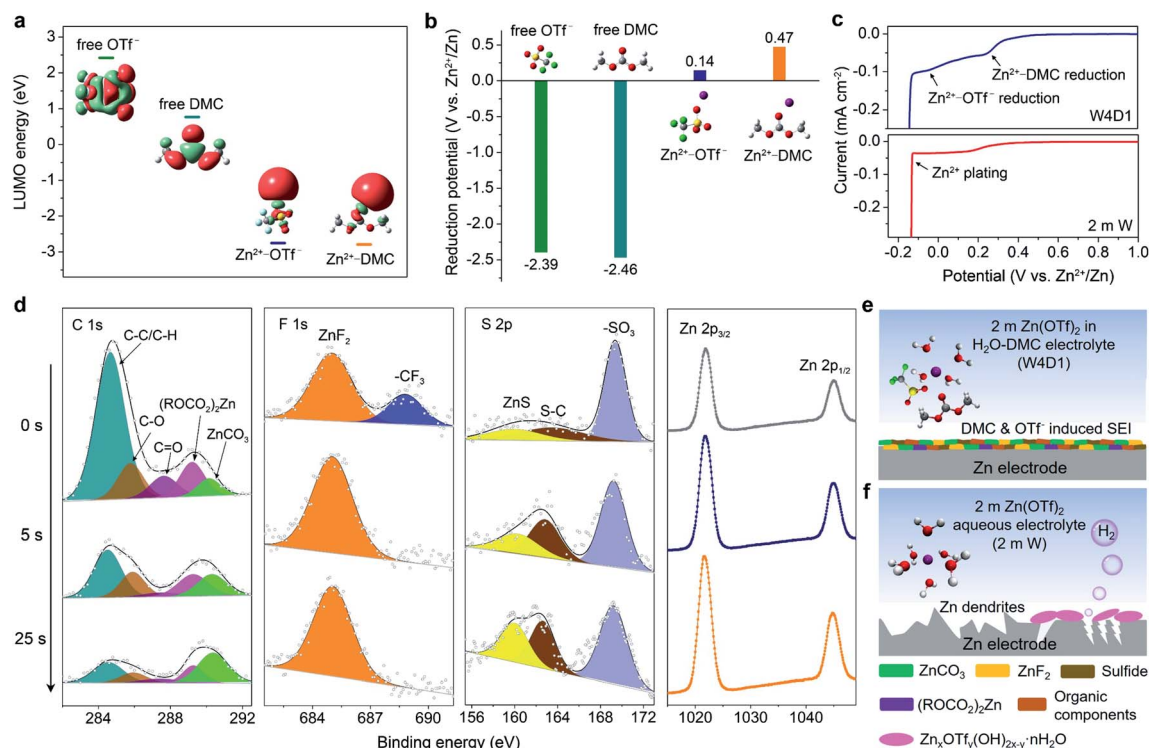 a
LUMO energy (eV)
3
2
1
0
-1
-2
-3
free OTf⁻
free DMC
Zn²⁺–OTf⁻
Zn²⁺–DMC
b
Reduction potential (V vs. Zn²⁺/Zn)
0.5
0.0
-0.5
-1.0
-1.5
-2.0
-2.5
free OTf⁻
free DMC
0.14
0.47
Zn²⁺–OTf⁻
Zn²⁺–DMC
-2.39
-2.46
c
Current (mA cm⁻²)
0.0
-0.1
Zn²⁺–DMC reduction
Zn²⁺–OTf⁻ reduction
W4D1
0.0
-0.1
-0.2
Zn²⁺ plating
2 m W
-0.2 0.0 0.2 0.4 0.6 0.8 1.0
Potential (V vs. Zn²⁺/Zn)
d
0 s
5 s
25 s
C 1s
C-C/C-H
(ROCO₂)₂Zn
C-O
C=O
ZnCO₃
284 288 292
F 1s
ZnF₂
-CF₃
684 687 690
S 2p
-SO₃
ZnS
S-C
156 160 164 168 172
Zn 2p₃/₂
Zn 2p₁/₂
1020 1030 1040
Binding energy (eV)
e
2 m Zn(OTf)₂ in
H₂O-DMC electrolyte
(W4D1)
DMC & OTf⁻ induced SEI
Zn electrode
f
2 m Zn(OTf)₂
aqueous electrolyte
(2 m W)
H₂
Zn dendrites
Zn electrode
ZnCO₃ ZnF₂ Sulfide
(ROCO₂)₂Zn Organic
components
ZnₓOTfᵧ(OH)₂ₓ₋ᵧ·nH₂O